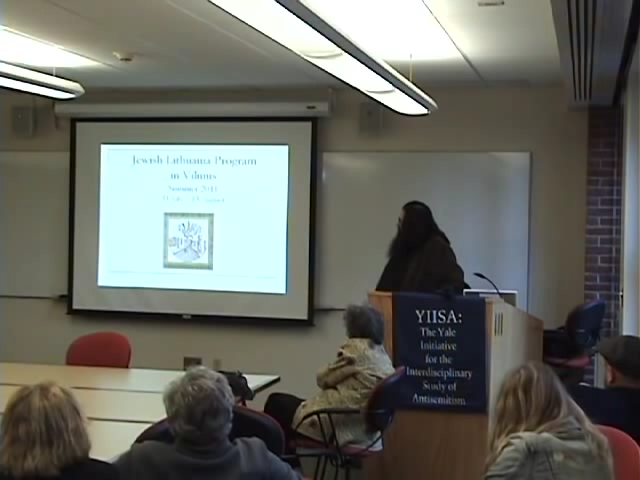 Jewish Lithuania Program
in Vilnius
Summer 2011
YIISA:
The Yale
Initiative
for the
Interdisciplinary
Study of
Antisemitism